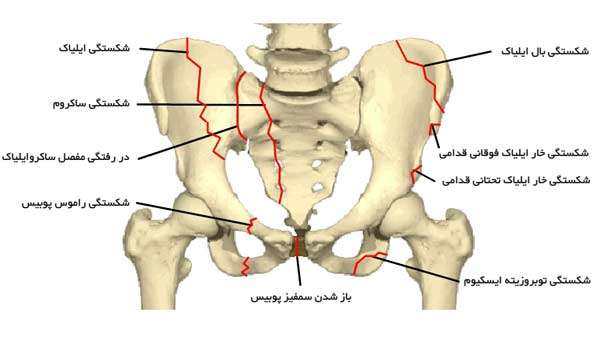 شکستگی ایلیاک
شکستگی بال ایلیاک
شکستگی ساکروم
در رفتگی مفصل ساکروایلیاک
شکستگی خار ایلیاک فوقانی قدامی
شکستگی خار ایلیاک تحتانی قدامی
شکستگی راموس پوبیس
شکستگی توبروزیته ایسکیوم
باز شدن سمفیز پوبیس